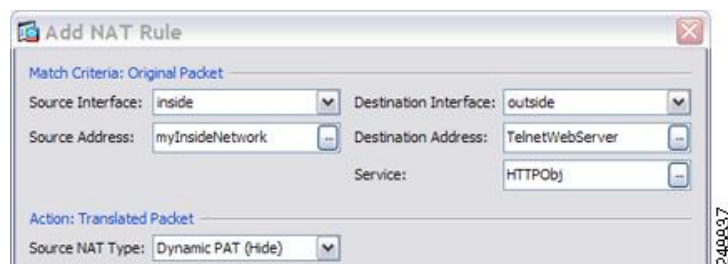 Add NAT Rule
Match Criteria: Original Packet
Source Interface: inside Destination Interface: outside
Source Address: myInsideNetwork ... Destination Address: TelnetWebServer ...
Service: HTTPObj ...
Action: Translated Packet
Source NAT Type: Dynamic PAT (Hide)
248937